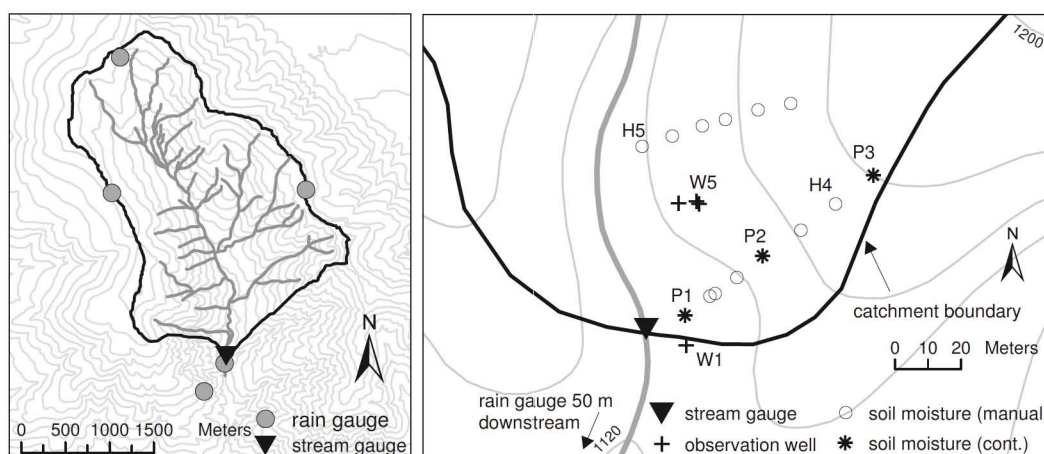 N
0 500 1000 1500 Meters
rain gauge
stream gauge
1200
H5
P3
W5
H4
P2
N
P1
catchment boundary
W1
0 10 20 Meters
rain gauge 50 m
downstream
1120
stream gauge
soil moisture (manual
observation well
soil moisture (cont.)